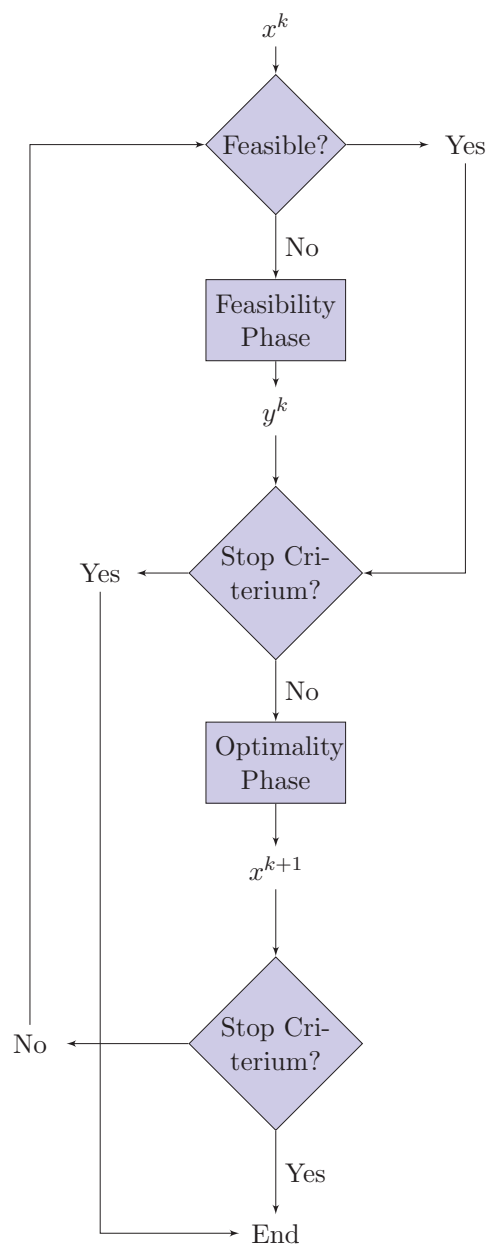 x^k
Feasible?
Yes
No
Feasibility
Phase
y^k
Stop Cri-
terium?
Yes
No
Optimality
Phase
x^{k+1}
Stop Cri-
terium?
No
Yes
End